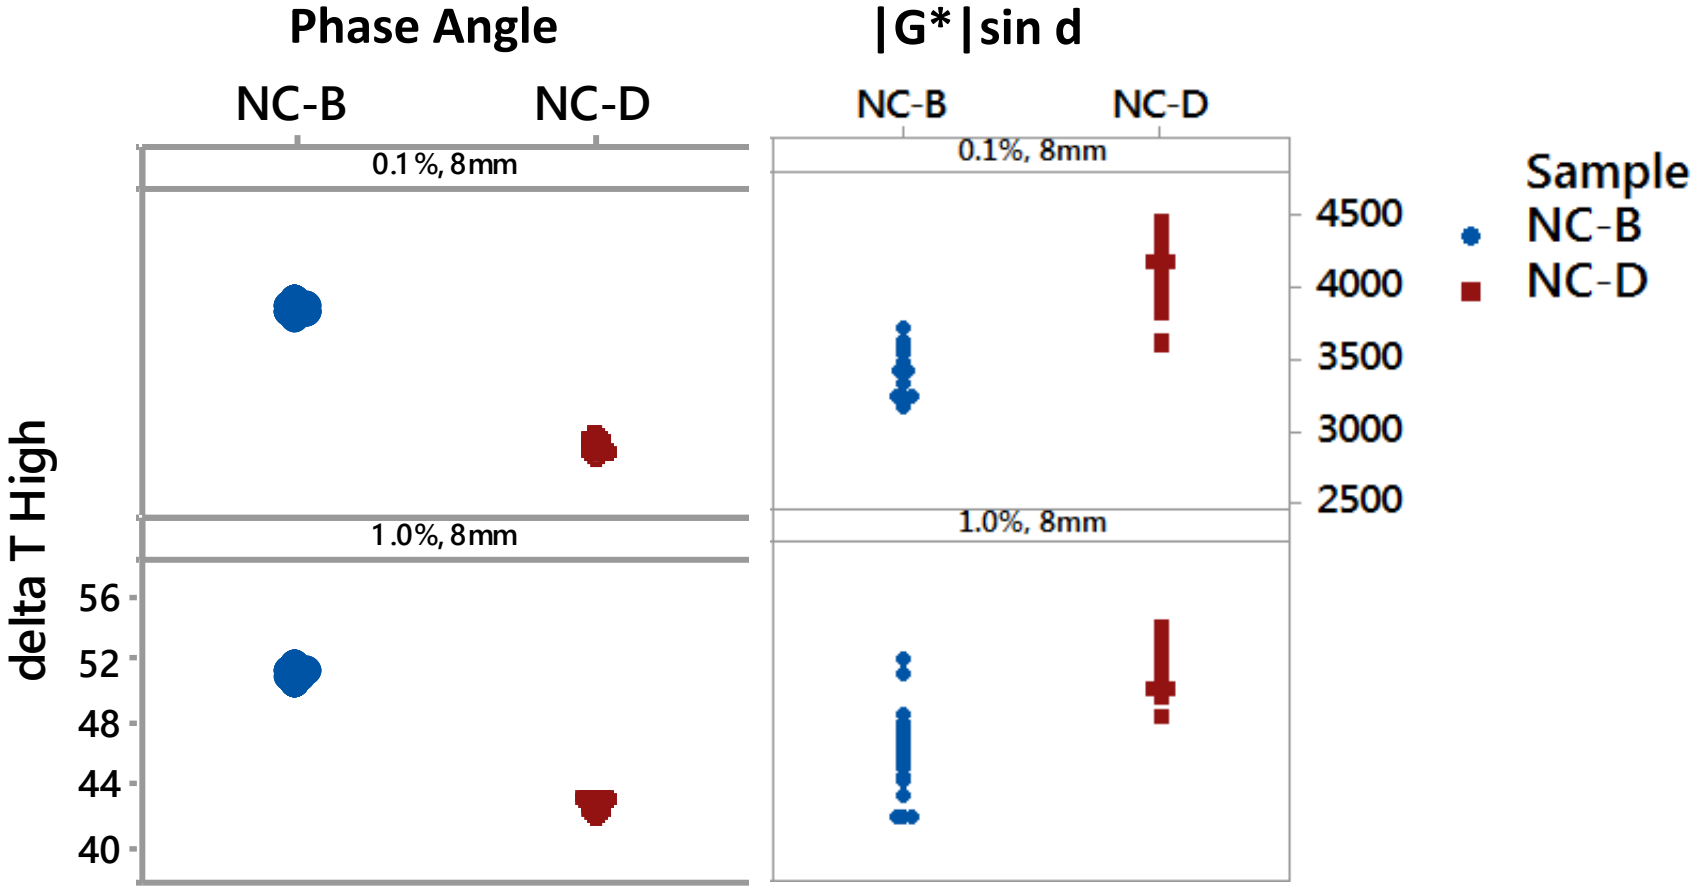 Phase Angle
|G*|sin d
NC-B
NC-D
NC-B
NC-D
0.1%, 8mm
0.1%, 8mm
Sample
NC-B
NC-D
4500
4000
3500
3000
2500
delta T High
1.0%, 8mm
1.0%, 8mm
56
52
48
44
40